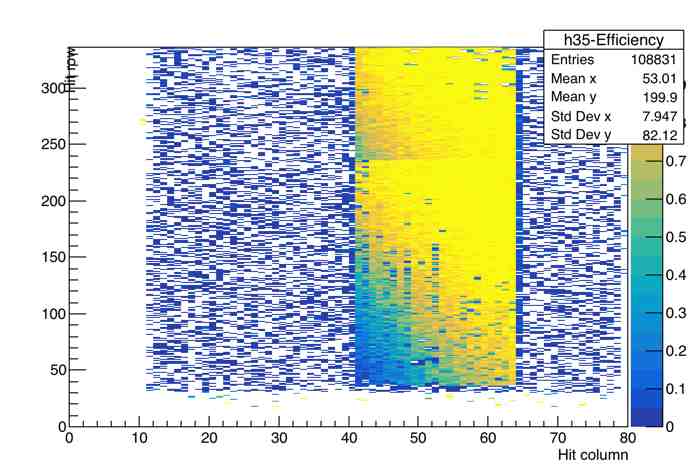 h35-Efficiency
Entries 108831
Mean x 53.01
Mean y 199.9
Std Dev x 7.947
Std Dev y 82.12
300
250
200
150
100
50
0
0 10 20 30 40 50 60 70 80
Hit column
0.7
0.6
0.5
0.4
0.3
0.2
0.1
0